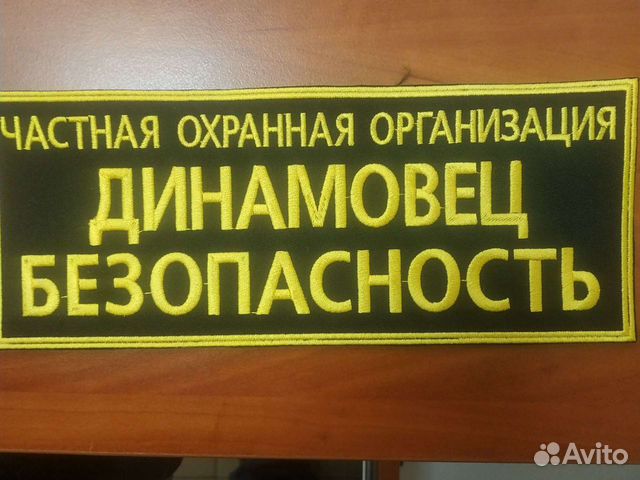 ЧАСТНАЯ ОХРАННАЯ ОРГАНИЗАЦИЯ
ДИНАМОВЕЦ
БЕЗОПАСНОСТЬ
Avito